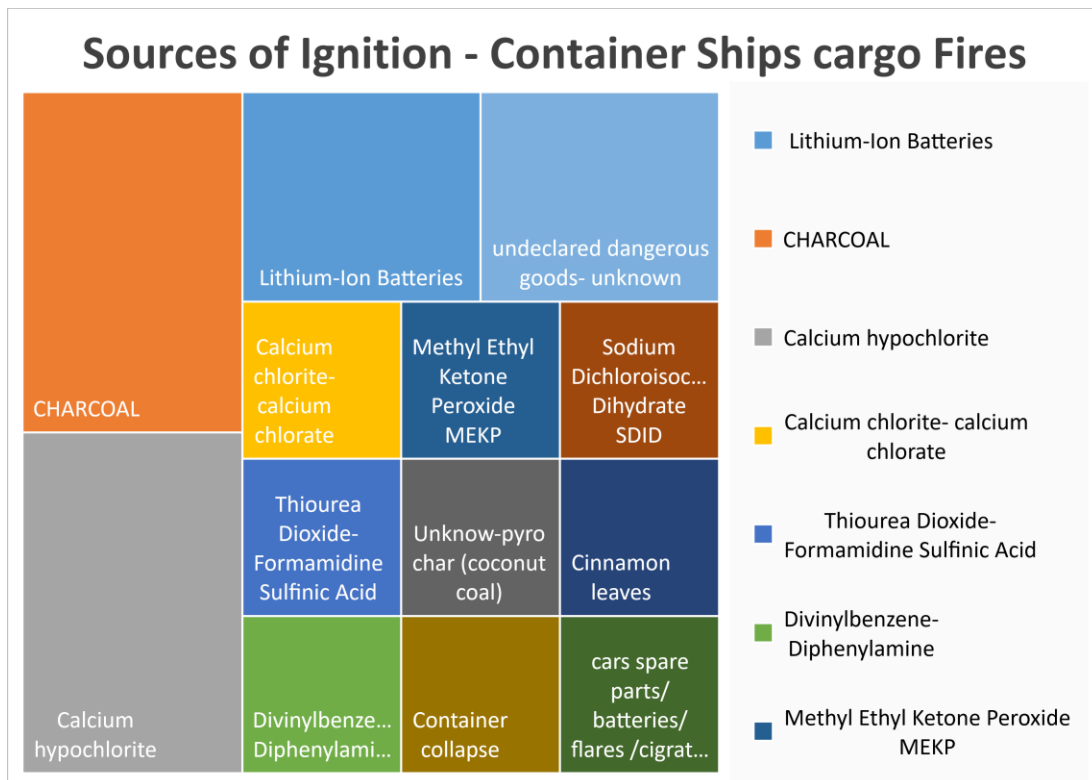 Sources of Ignition - Container Ships cargo Fires
CHARCOAL
Calcium
hypochlorite
Lithium-Ion Batteries
undeclared dangerous
goods- unknown
Calcium
chlorite-
calcium
chlorate
Methyl Ethyl
Ketone
Peroxide
MEKP
Sodium
Dichloroisoc...
Dihydrate
SDID
Thiourea
Dioxide-
Formamidine
Sulfinic Acid
Unknow-pyro
char (coconut
coal)
Cinnamon
leaves
Divinylbenze...
Diphenylami...
Container
collapse
cars spare
parts/
batteries/
flares /cigrat...
Lithium-Ion Batteries
CHARCOAL
Calcium hypochlorite
Calcium chlorite- calcium
chlorate
Thiourea Dioxide-
Formamidine Sulfinic Acid
Divinylbenzene-
Diphenylamine
Methyl Ethyl Ketone Peroxide
MEKP